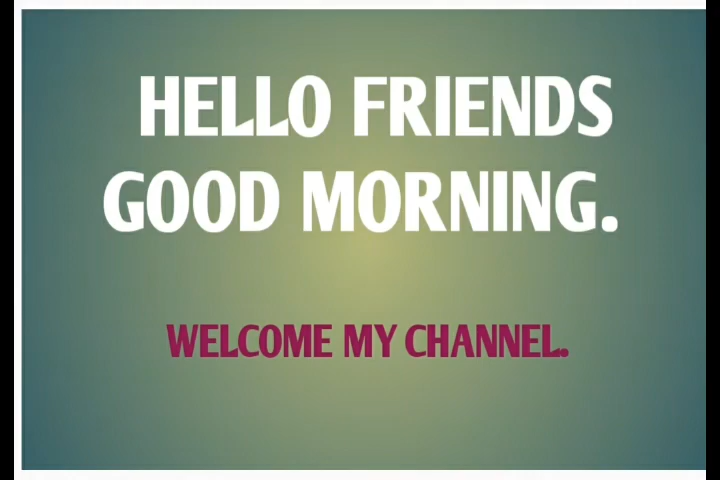 HELLO FRIENDS
GOOD MORNING.
WELCOME MY CHANNEL.